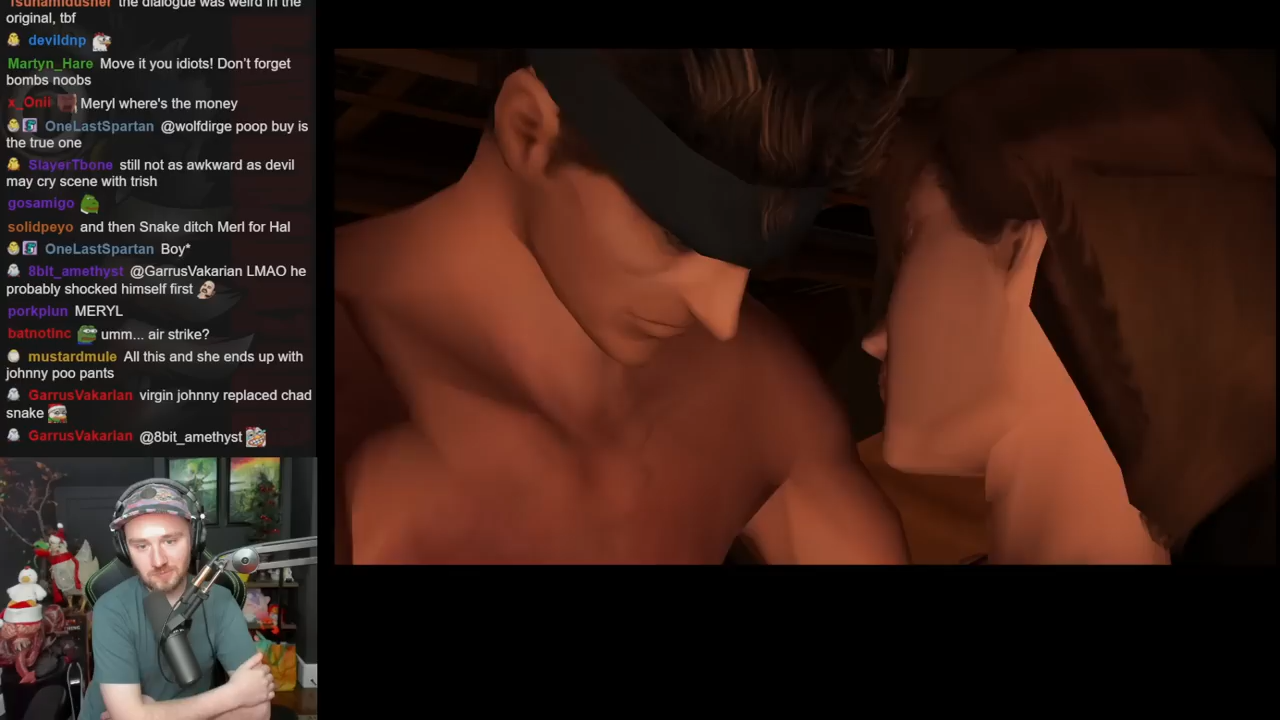 Tsunamidusher the dialogue was weird in the
original, tbf
devildnp
Martyn_Hare Move it you idiots! Don't forget
bombs noobs
x_Onii Meryl where's the money
OneLastSpartan @wolfdirge poop buy is
the true one
SlayerTbone still not as awkward as devil
may cry scene with trish
gosamigo
solidpeyo and then Snake ditch Merl for Hal
OneLastSpartan Boy*
8bit_amethyst @GarrusVakarian LMAO he
probably shocked himself first
porkplun MERYL
batnotinc umm... air strike?
mustardmule All this and she ends up with
johnny poo pants
GarrusVakarian virgin johnny replaced chad
snake
GarrusVakarian @8bit_amethyst